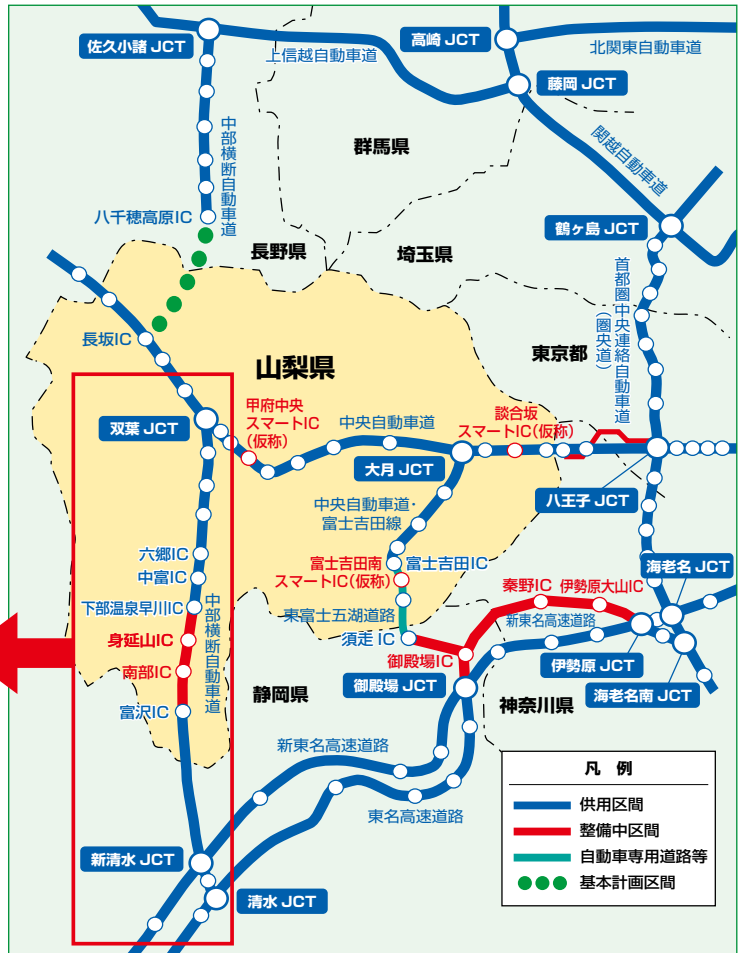 佐久小諸 JCT
高崎 JCT
上信越自動車道
北関東自動車道
藤岡 JCT
中部横断自動車道
群馬県
関越自動車道
八千穂高原IC
長野県
埼玉県
鶴ヶ島 JCT
首都圏中央連絡自動車道
(圏央道)
長坂IC
山梨県
東京都
双葉 JCT
甲府中央
スマートIC
(仮称)
中央自動車道
談合坂
スマートIC(仮称)
大月 JCT
八王子 JCT
中央自動車道・
富士吉田線
六郷IC
中富IC
富士吉田南
スマートIC(仮称)
富士吉田IC
海老名 JCT
下部温泉早川IC
中部横断自動車道
東富士五湖道路
秦野IC
伊勢原大山IC
身延山IC
須走 IC
新東名高速道路
御殿場IC
伊勢原 JCT
南部IC
静岡県
御殿場 JCT
神奈川県
海老名南 JCT
富沢IC
新東名高速道路
東名高速道路
新清水 JCT
清水 JCT
凡 例
供用区間
整備中区間
自動車専用道路等
基本計画区間